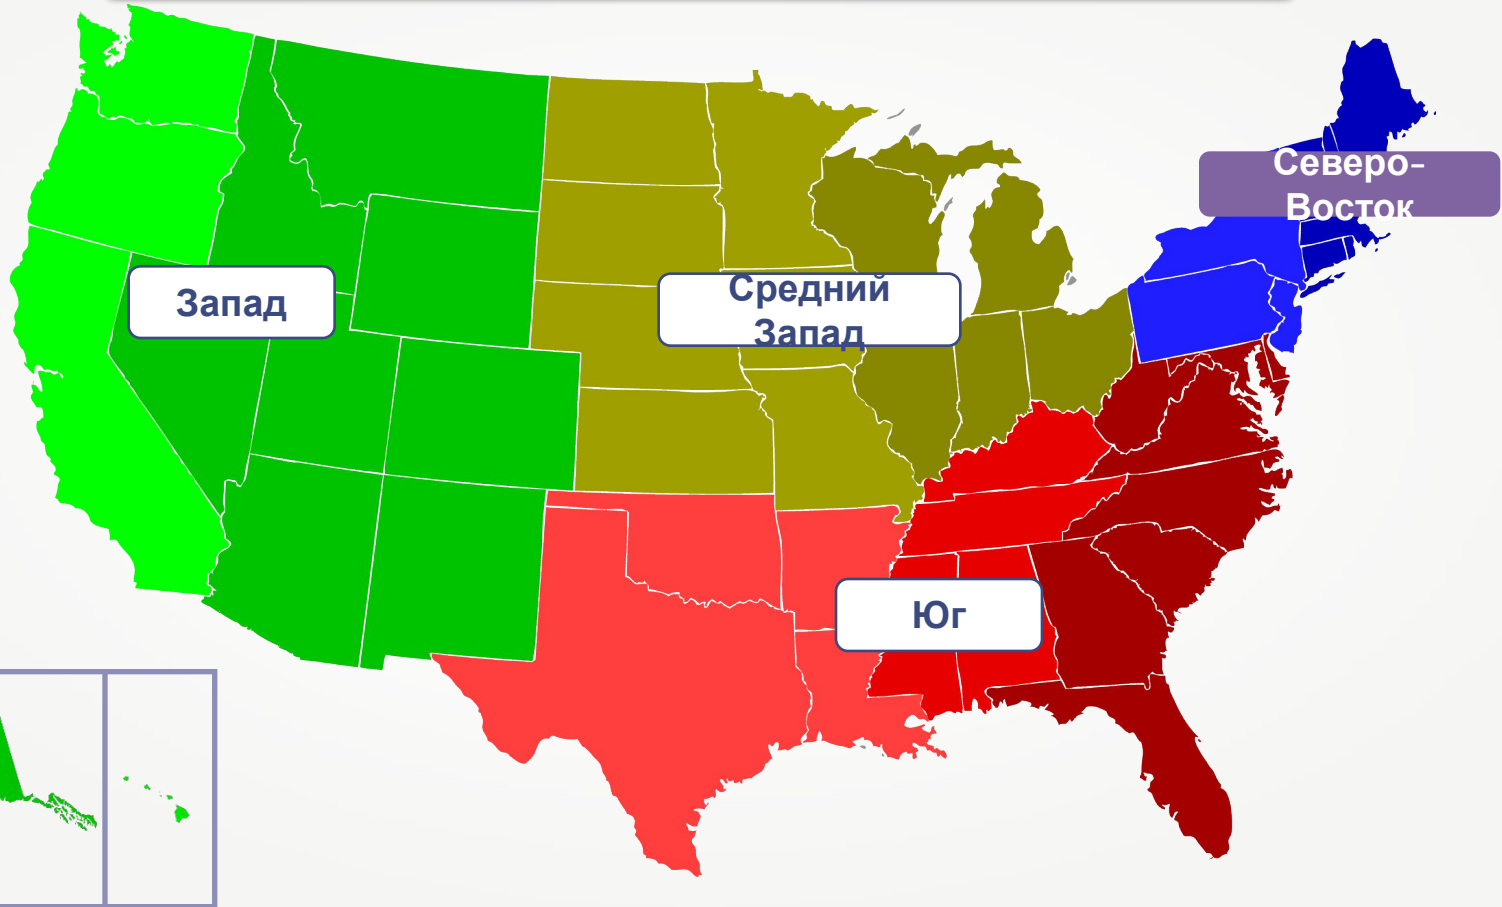 Северо-
Восток
Запад
Средний
Запад
Юг